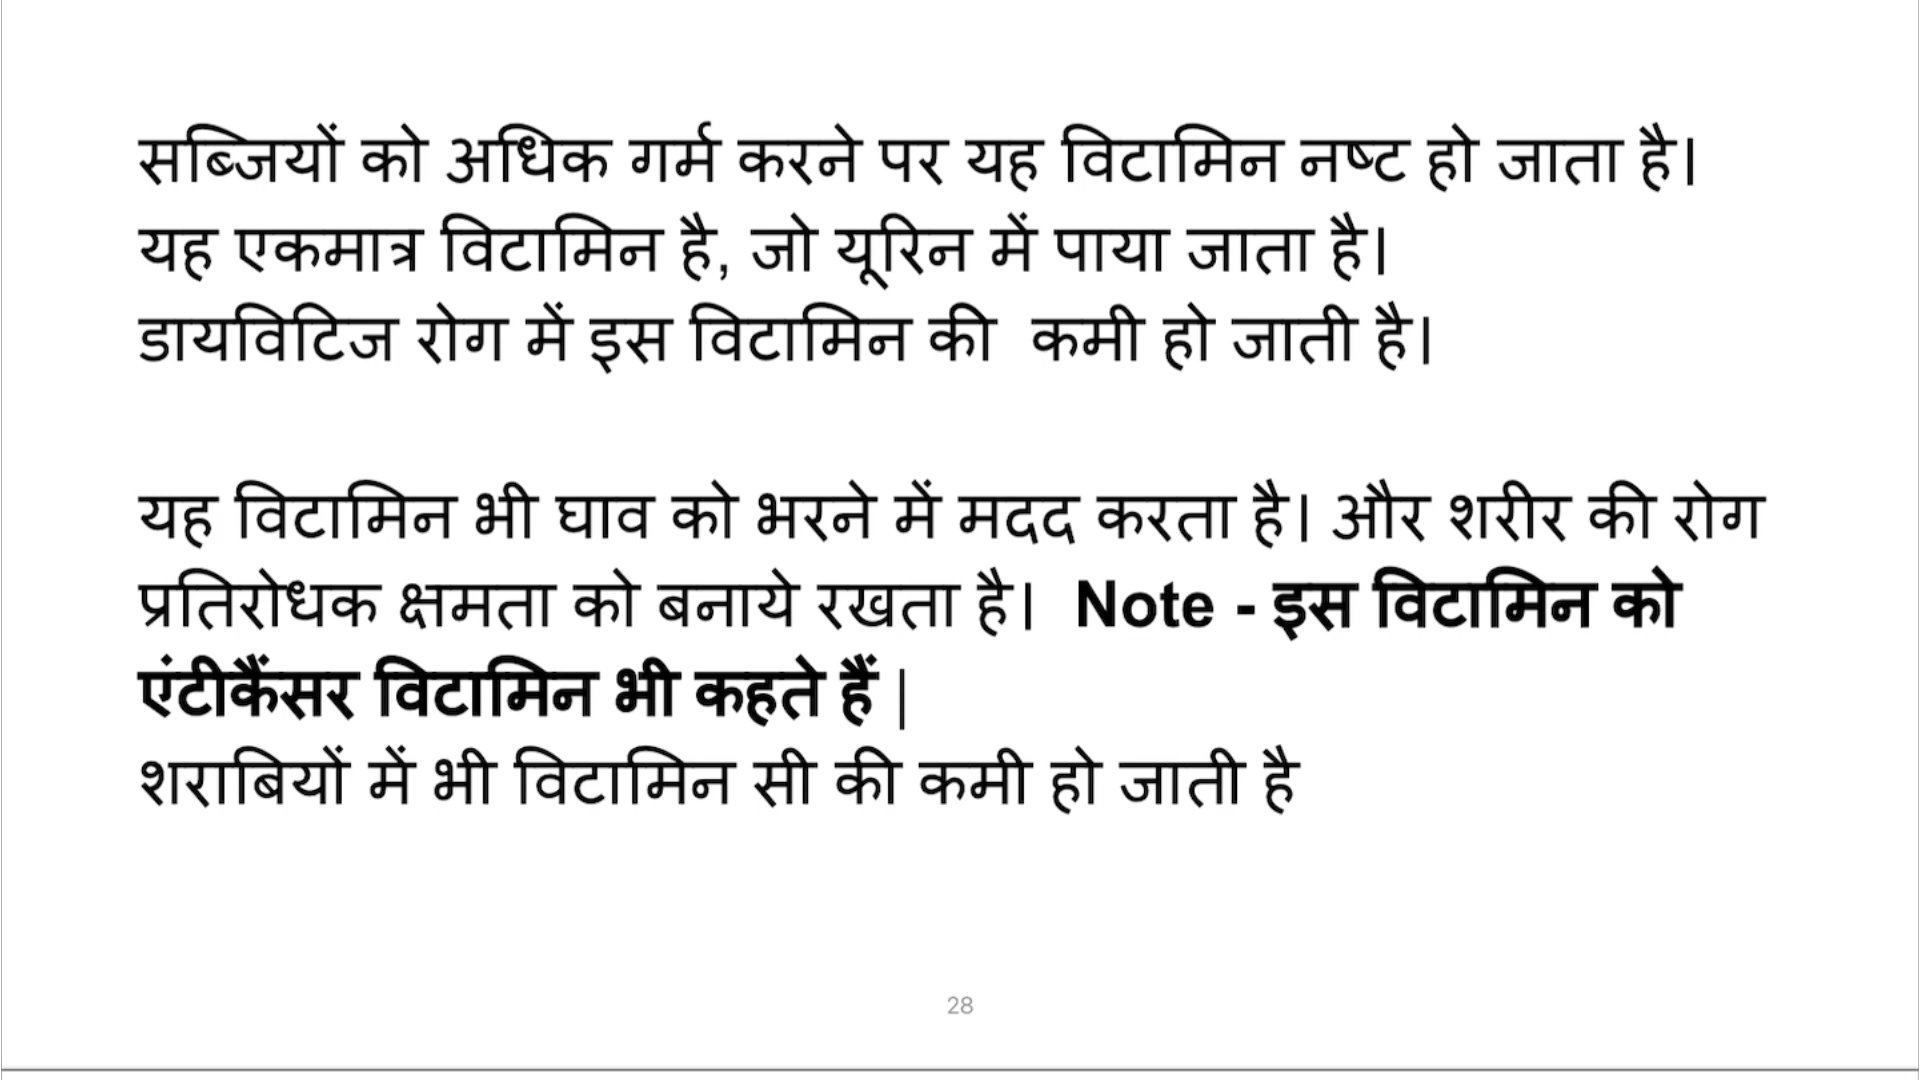 सब्जियों को अधिक गर्म करने पर यह विटामिन नष्ट हो जाता है।
यह एकमात्र विटामिन है, जो यूरिन में पाया जाता है।
डायविटिज रोग में इस विटामिन की  कमी हो जाती है।
यह विटामिन भी घाव को भरने में मदद करता है। और शरीर की रोग
प्रतिरोधक क्षमता को बनाये रखता है।  Note - इस विटामिन को
एंटीकैंसर विटामिन भी कहते हैं |
शराबियों में भी विटामिन सी की कमी हो जाती है
28